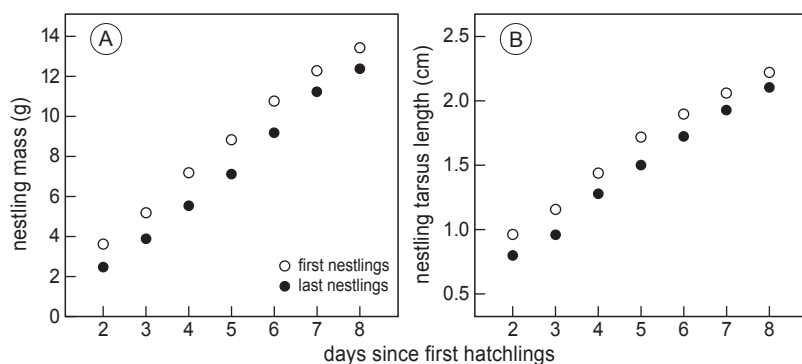 A
nestling mass (g)
14
12
10
8
6
4
2
0
first nestlings
last nestlings
2 3 4 5 6 7 8
B
nestling tarsus length (cm)
2.5
2.0
1.5
1.0
0.5
2 3 4 5 6 7 8
days since first hatchlings